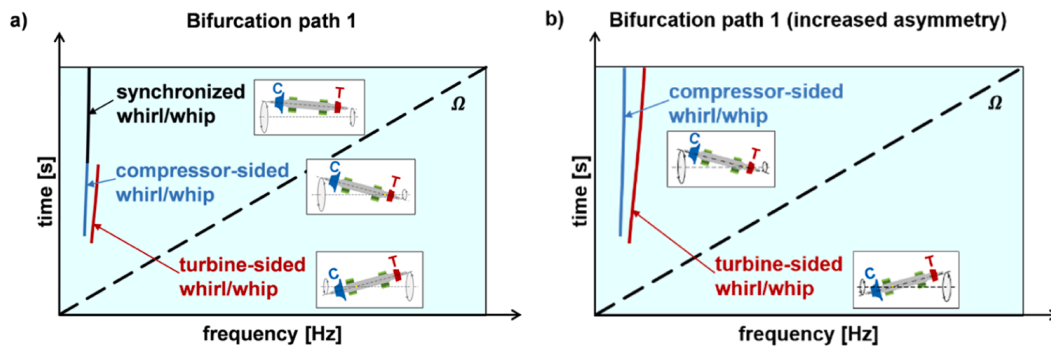 a)
Bifurcation path 1
synchronized
whirl/whip
C
T
Ω
compressor-sided
whirl/whip
C
T
turbine-sided
whirl/whip
C
T
time [s]
frequency [Hz]
b)
Bifurcation path 1 (increased asymmetry)
compressor-sided
whirl/whip
Ω
C
T
turbine-sided
whirl/whip
C
T
time [s]
frequency [Hz]